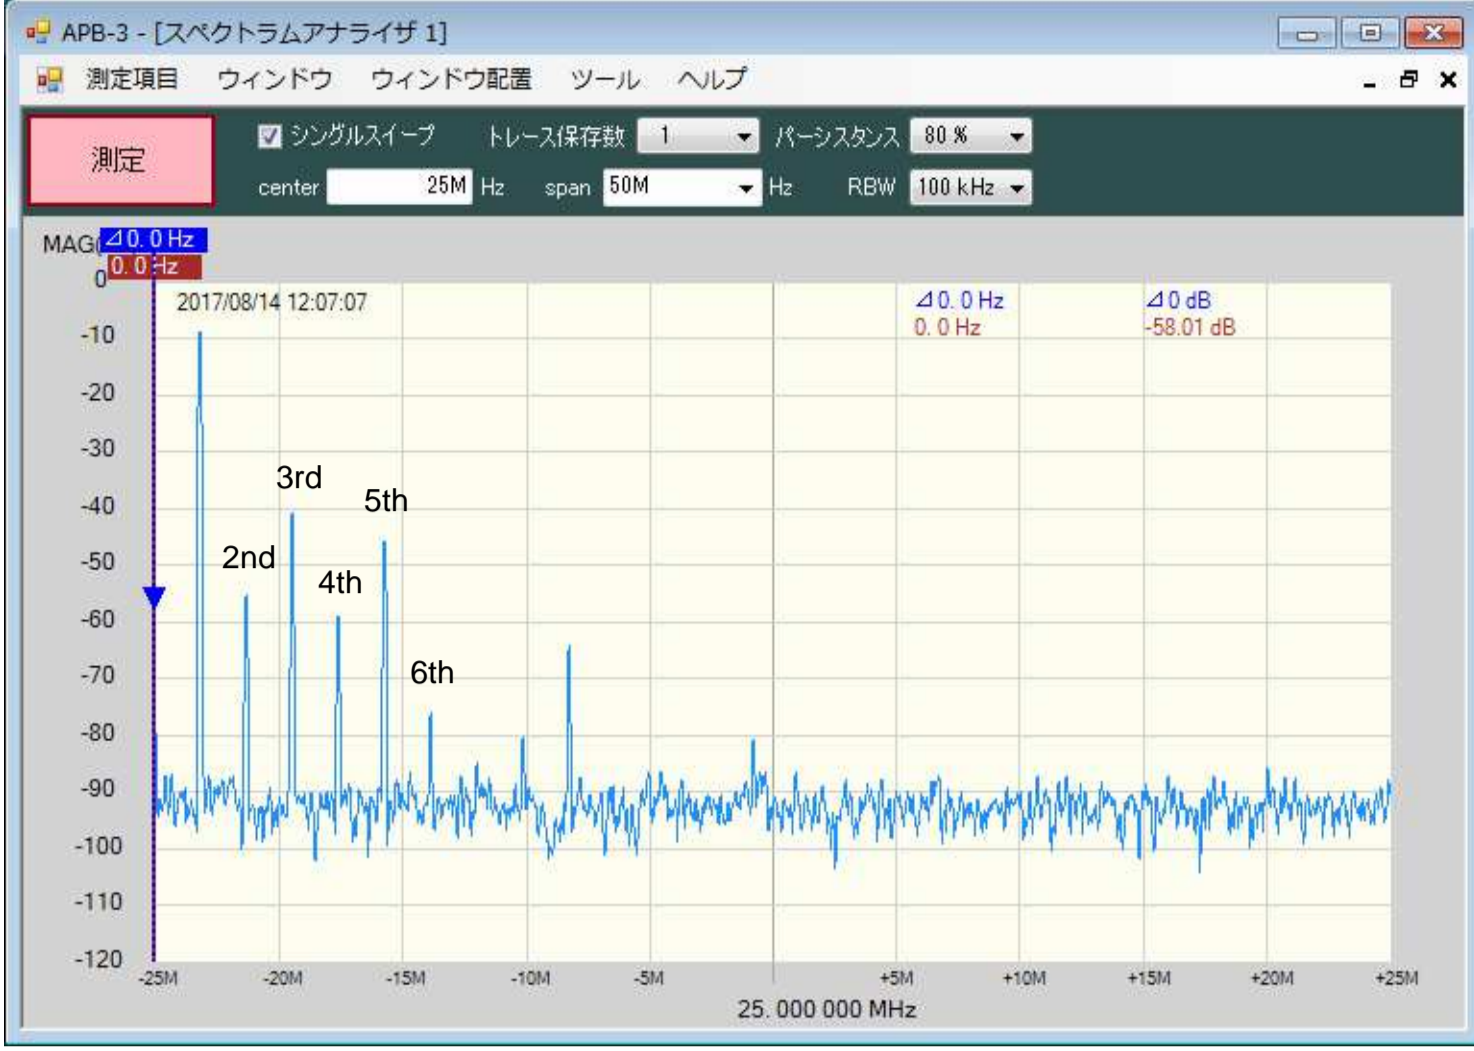 APB-3 - [スペクトラムアナライザ 1]
測定項目 ウィンドウ ウィンドウ配置 ツール ヘルプ
測定
シングルスイープ トレース保存数 1 パーシスタンス 80 %
center 25M Hz span 50M Hz RBW 100 kHz
MAG(
⊿0. 0 Hz
0. 0 Hz
2017/08/14 12:07:07
⊿0. 0 Hz ⊿0 dB
0. 0 Hz -58.01 dB
0
-10
-20
-30
-40
-50
-60
-70
-80
-90
-100
-110
-120
3rd
5th
2nd
4th
6th
-25M -20M -15M -10M -5M +5M +10M +15M +20M +25M
25. 000 000 MHz